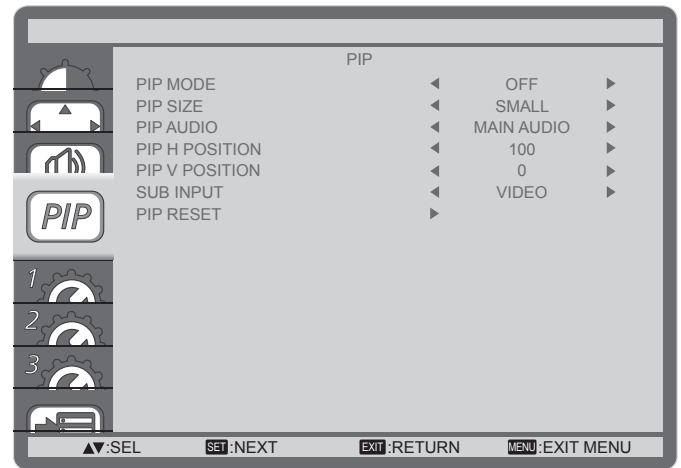 PIP
PIP MODE OFF
PIP SIZE SMALL
PIP AUDIO MAIN AUDIO
PIP H POSITION 100
PIP V POSITION 0
SUB INPUT VIDEO
PIP RESET
PIP
1
2
3
:SEL SET:NEXT EXIT:RETURN MENU:EXIT MENU